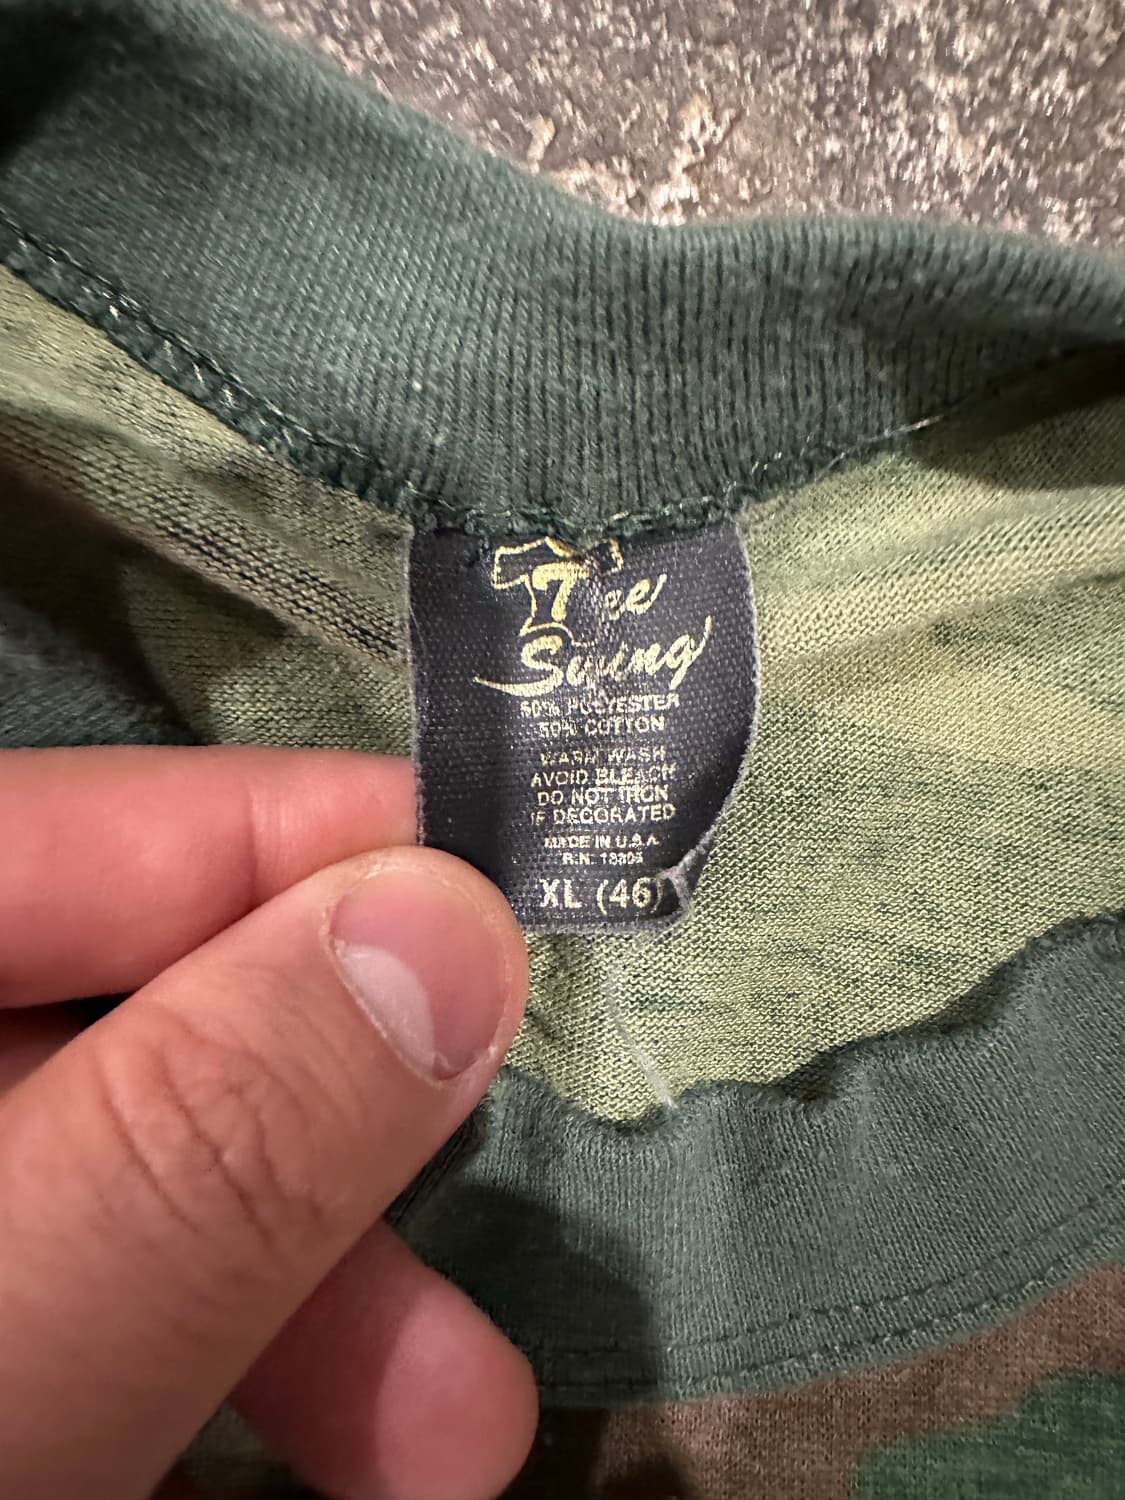 Tee
Swing
50% POLYESTER
50% COTTON
WARM WASH
AVOID BLEACH
DO NOT IRON
IF DECORATED
MADE IN U.S.A.
R.N.
XL (46)